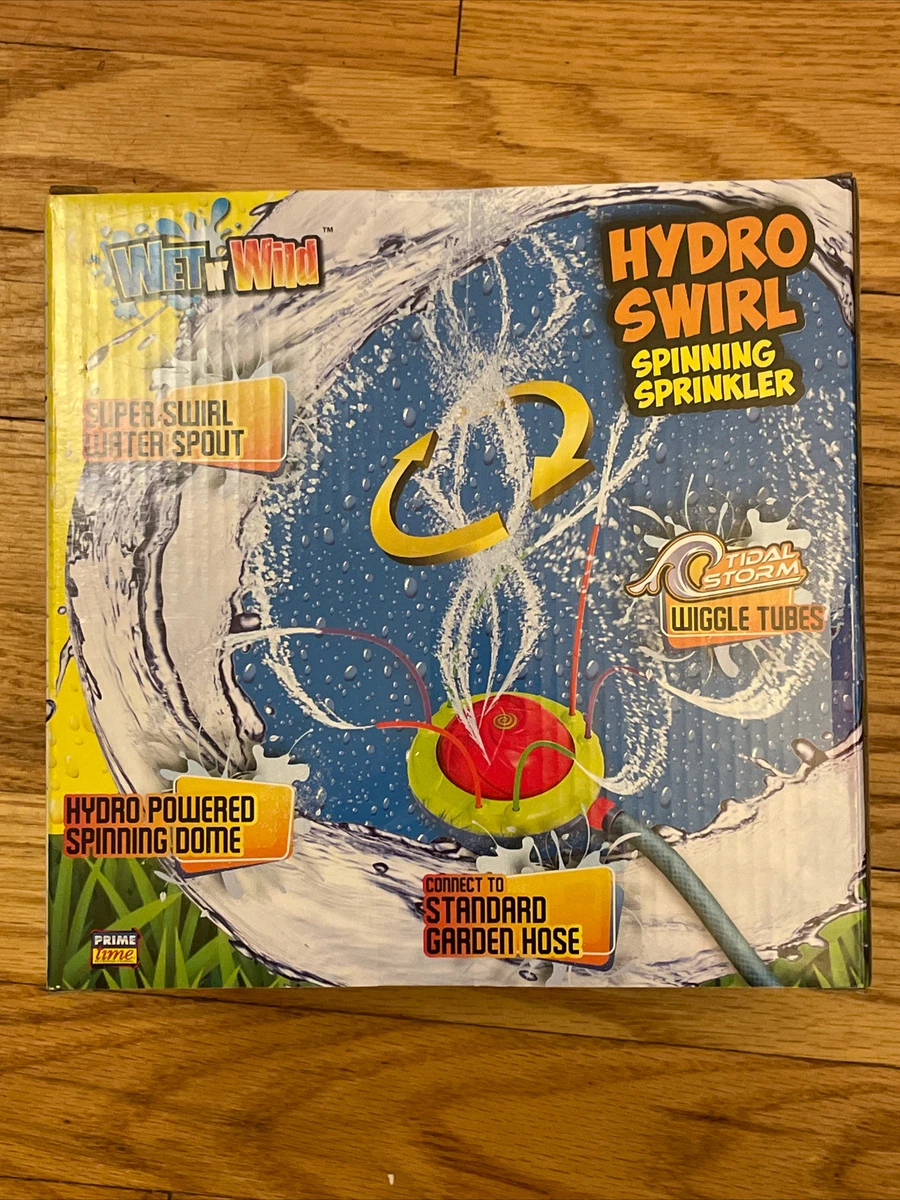 WET N' Wild™
HYDRO
SWIRL
SPINNING
SPRINKLER
SUPER SWIRL
WATER SPOUT
TIDAL
STORM
WIGGLE TUBES
HYDRO POWERED
SPINNING DOME
CONNECT TO
STANDARD
GARDEN HOSE
PRIME
time